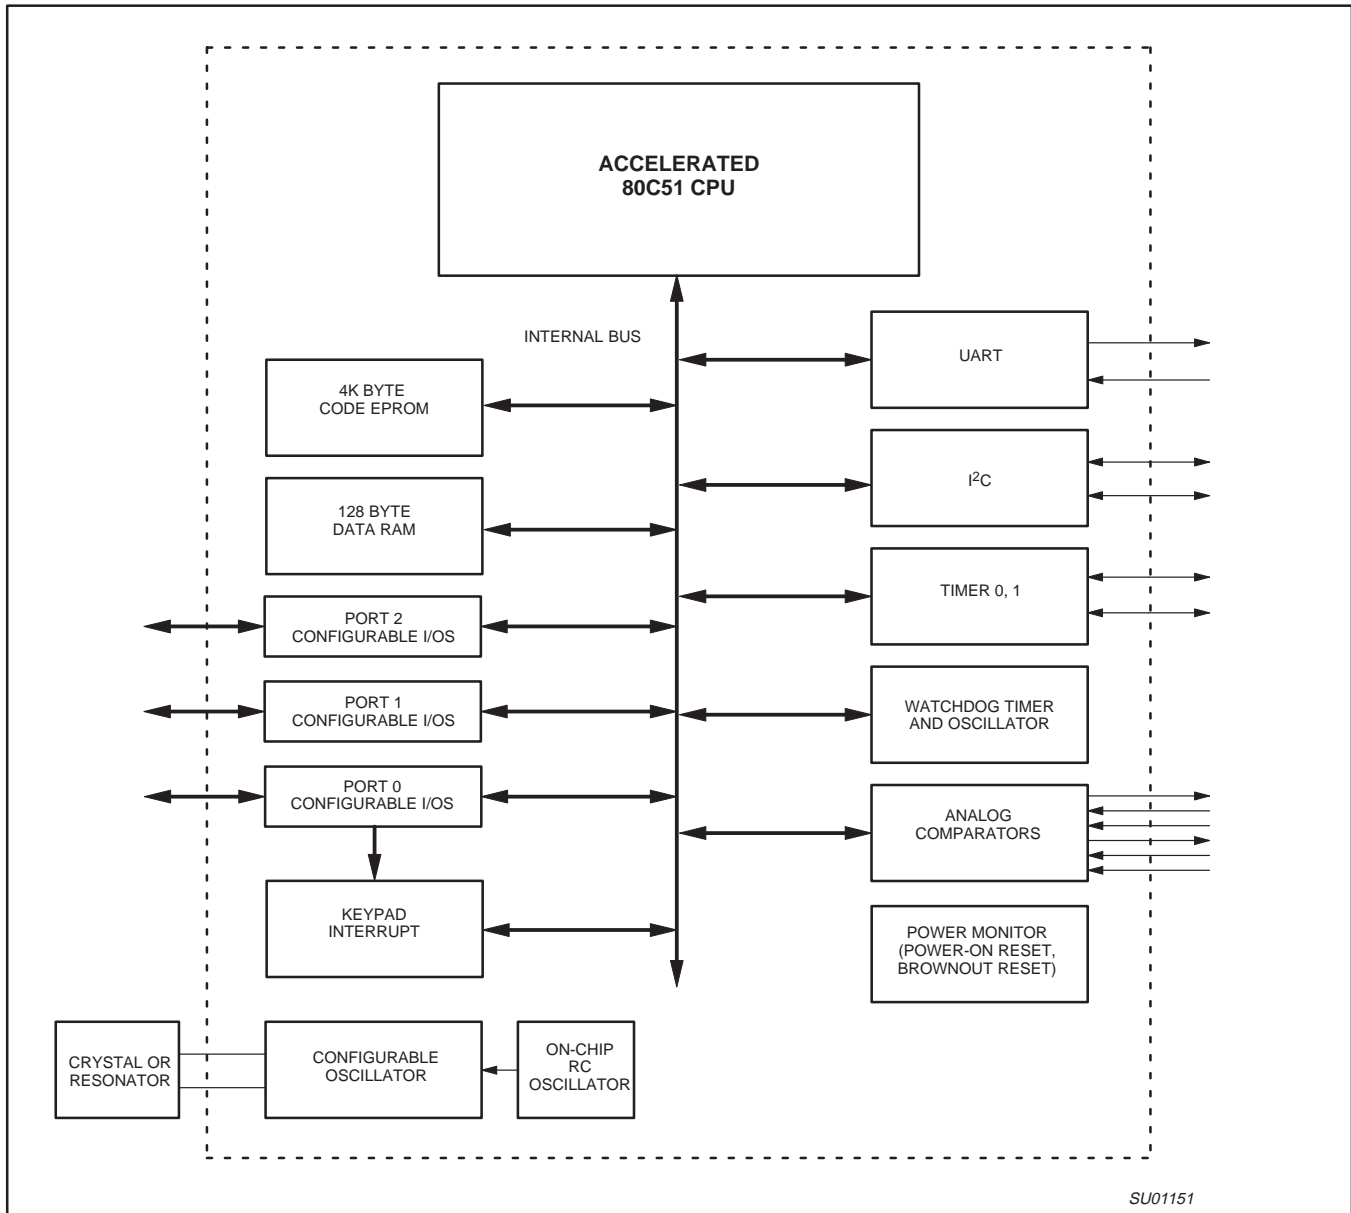 ACCELERATED
80C51 CPU
INTERNAL BUS
UART
4K BYTE
CODE EPROM
I²C
128 BYTE
DATA RAM
TIMER 0, 1
PORT 2
CONFIGURABLE I/OS
PORT 1
CONFIGURABLE I/OS
WATCHDOG TIMER
AND OSCILLATOR
PORT 0
CONFIGURABLE I/OS
ANALOG
COMPARATORS
KEYPAD
INTERRUPT
POWER MONITOR
(POWER-ON RESET,
BROWNOUT RESET)
CRYSTAL OR
RESONATOR
CONFIGURABLE
OSCILLATOR
ON-CHIP
RC
OSCILLATOR
SU01151